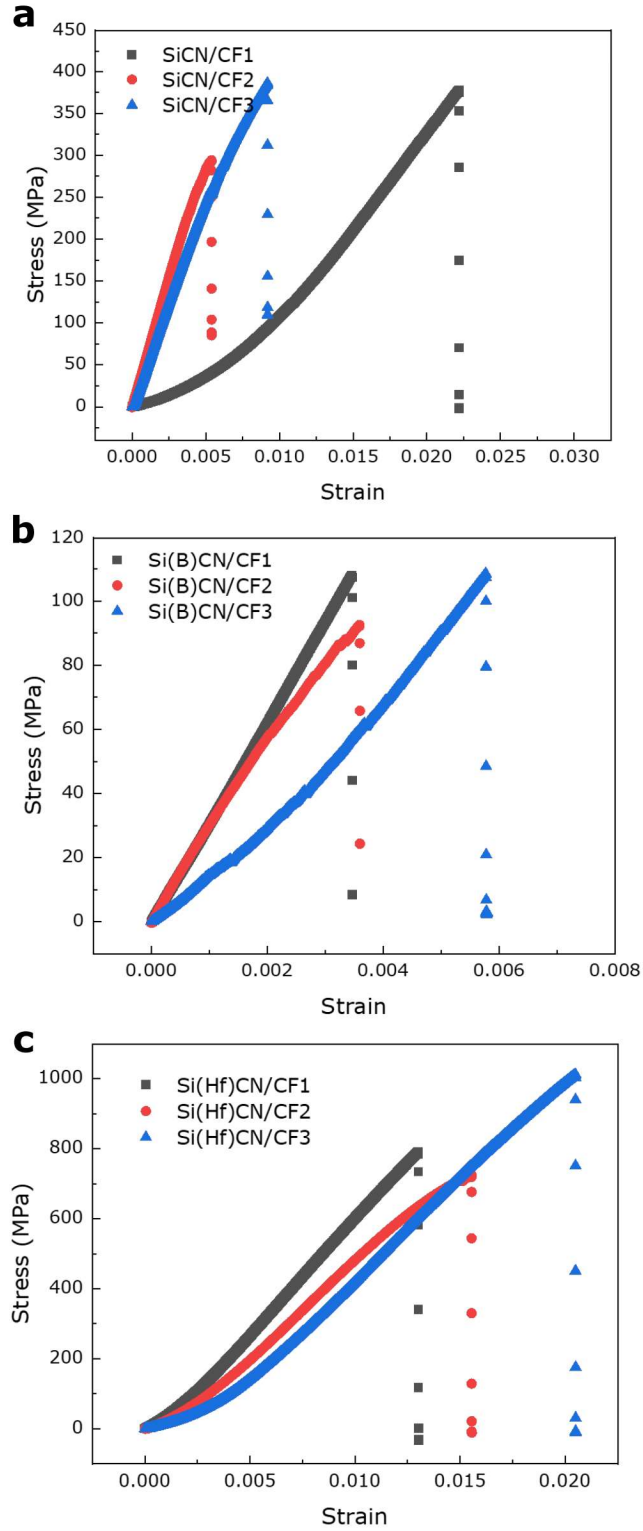 a
450
400
350
300
250
200
150
100
50
0
Stress (MPa)
SiCN/CF1
SiCN/CF2
SiCN/CF3
0.000 0.005 0.010 0.015 0.020 0.025 0.030
Strain
b
120
100
80
60
40
20
0
Stress (MPa)
Si(B)CN/CF1
Si(B)CN/CF2
Si(B)CN/CF3
0.000 0.002 0.004 0.006 0.008
Strain
c
1000
800
600
400
200
0
Stress (MPa)
Si(Hf)CN/CF1
Si(Hf)CN/CF2
Si(Hf)CN/CF3
0.000 0.005 0.010 0.015 0.020
Strain